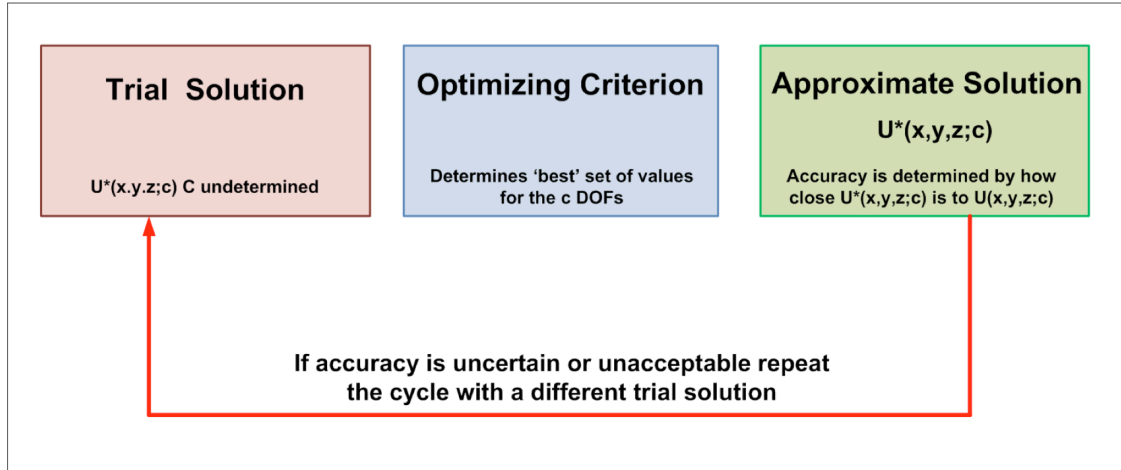 Trial Solution
U*(x.y.z;c) C undetermined
Optimizing Criterion
Determines ‘best’ set of values
for the c DOFs
Approximate Solution
U*(x,y,z;c)
Accuracy is determined by how
close U*(x,y,z;c) is to U(x,y,z;c)
If accuracy is uncertain or unacceptable repeat
the cycle with a different trial solution